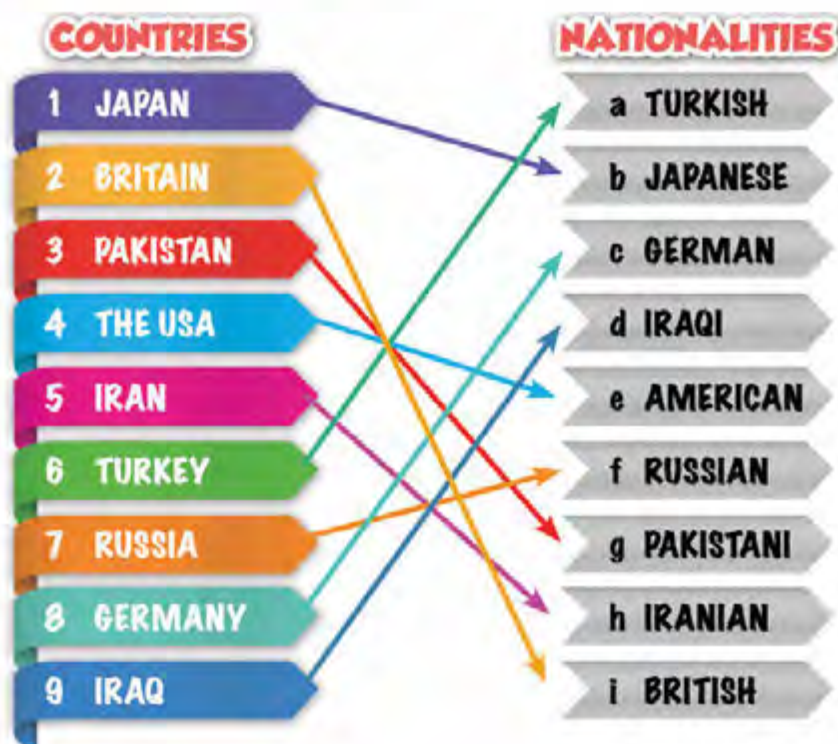 COUNTRIES
1 JAPAN
2 BRITAIN
3 PAKISTAN
4 THE USA
5 IRAN
6 TURKEY
7 RUSSIA
8 GERMANY
9 IRAQ
NATIONALITIES
a TURKISH
b JAPANESE
c GERMAN
d IRAQI
e AMERICAN
f RUSSIAN
g PAKISTANI
h IRANIAN
i BRITISH